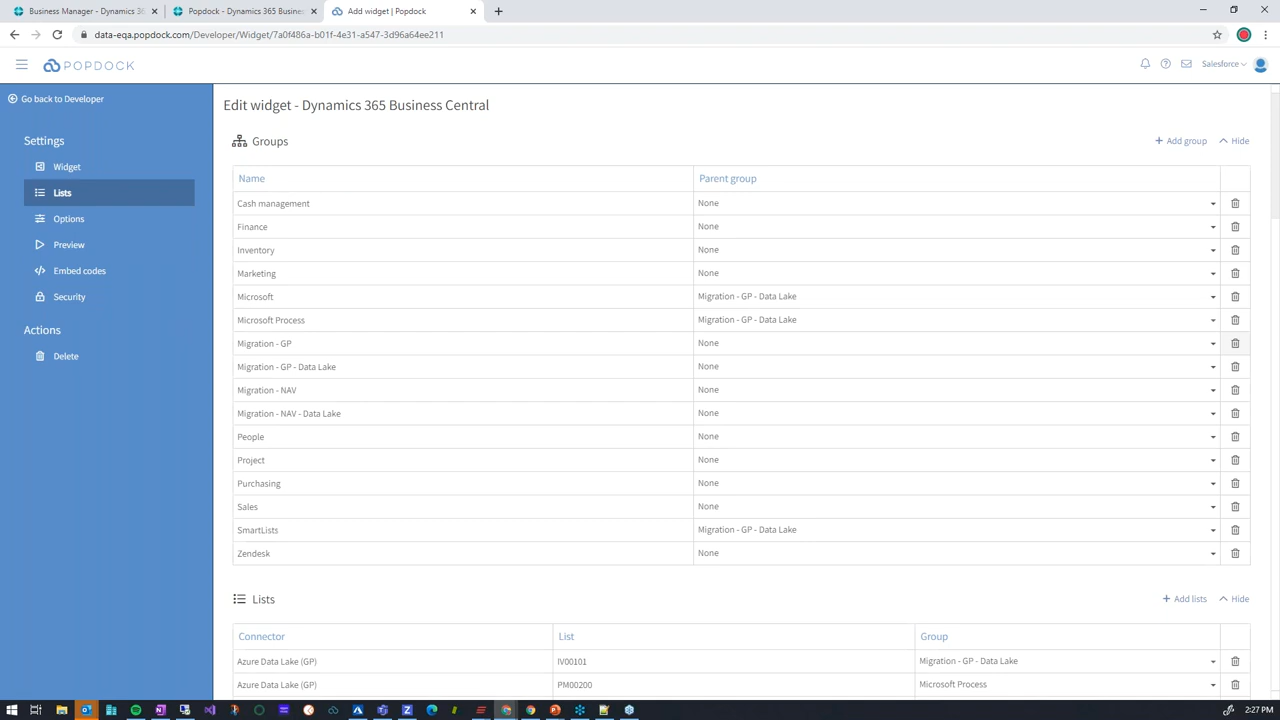 Business Manager - Dynamics 36
Popdock - Dynamics 365 Busines
Add widget | Popdock
data-eqa.popdock.com/Developer/Widget/7a0f486a-b01f-4e31-a547-3d96a64ee211
POPDOCK
Salesforce
Go back to Developer
Settings
Widget
Lists
Options
Preview
Embed codes
Security
Actions
Delete
Edit widget - Dynamics 365 Business Central
Groups
+ Add group
Hide
Name Parent group
Cash management None
Finance None
Inventory None
Marketing None
Microsoft Migration - GP - Data Lake
Microsoft Process Migration - GP - Data Lake
Migration - GP None
Migration - GP - Data Lake None
Migration - NAV None
Migration - NAV - Data Lake None
People None
Project None
Purchasing None
Sales None
SmartLists Migration - GP - Data Lake
Zendesk None
Lists
+ Add lists
Hide
Connector List Group
Azure Data Lake (GP) IV00101 Migration - GP - Data Lake
Azure Data Lake (GP) PM00200 Microsoft Process
2:27 PM